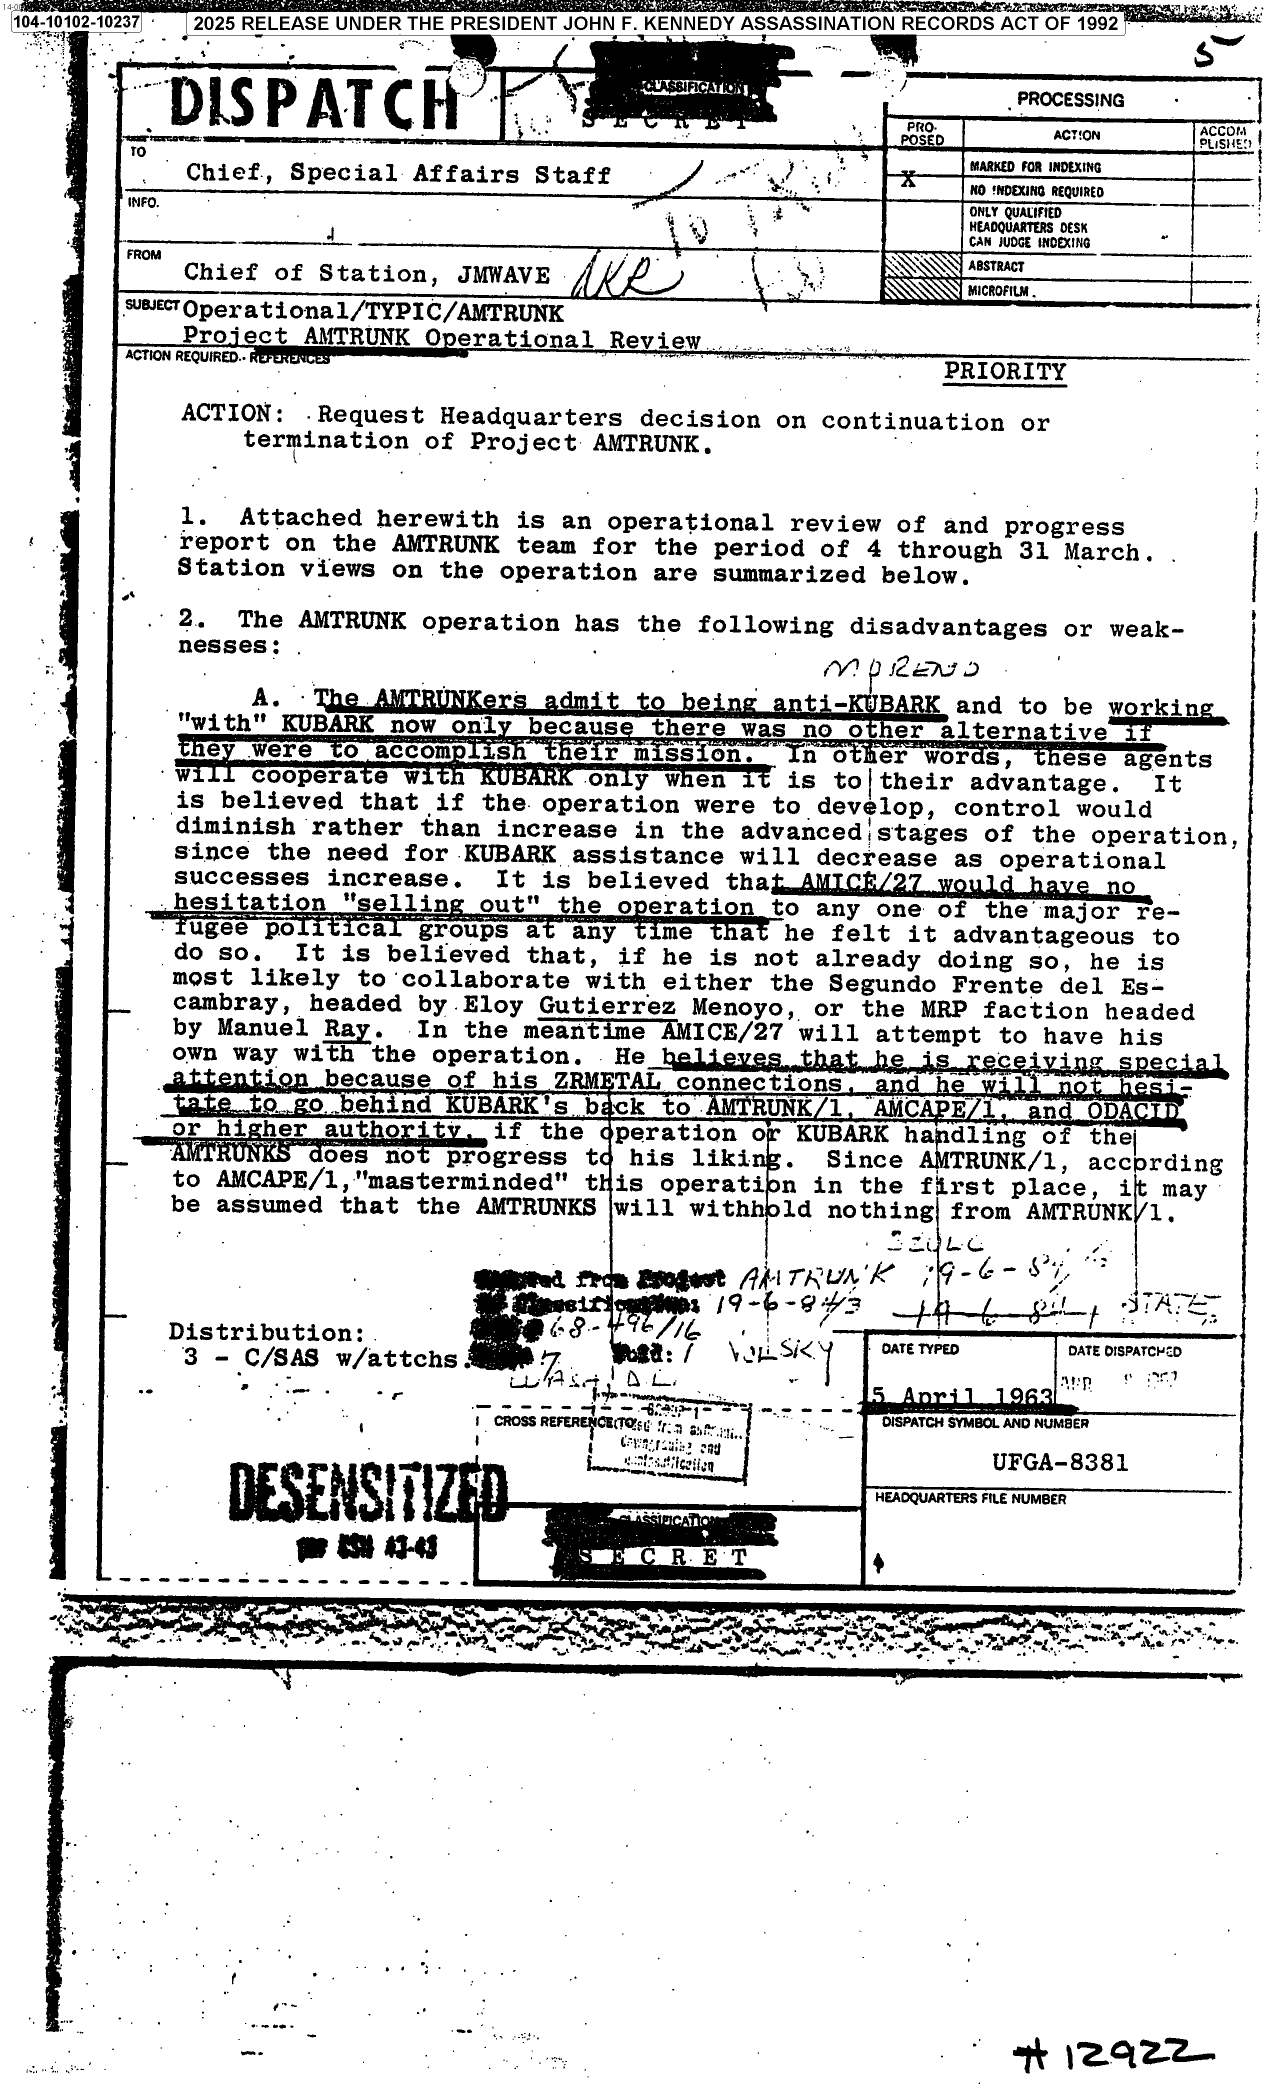 104-10102-10237
2025 RELEASE UNDER THE PRESIDENT JOHN F. KENNEDY ASSASSINATION RECORDS ACT OF 1992
5
DISPATCH
CLASSIFICATION
SECRET
PROCESSING
PRO-
POSED
ACTION
ACCOM
PLISHED
TO
Chief, Special Affairs Staff
MARKED FOR INDEXING
X
NO INDEXING REQUIRED
INFO.
ONLY QUALIFIED
HEADQUARTERS DESK
CAN JUDGE INDEXING
FROM
Chief of Station, JMWAVE
ABSTRACT
MICROFILM
SUBJECT Operational/TYPIC/AMTRUNK
Project AMTRUNK Operational Review
ACTION REQUIRED - REFERENCES
PRIORITY
ACTION: Request Headquarters decision on continuation or
termination of Project AMTRUNK.
1. Attached herewith is an operational review of and progress
report on the AMTRUNK team for the period of 4 through 31 March.
Station views on the operation are summarized below.
2. The AMTRUNK operation has the following disadvantages or weak-
nesses:
MORENO
A. The AMTRUNKers admit to being anti-KUBARK and to be working
"with" KUBARK now only because there was no other alternative if
they were to accomplish their mission. In other words, these agents
will cooperate with KUBARK only when it is to their advantage. It
is believed that if the operation were to develop, control would
diminish rather than increase in the advanced stages of the operation,
since the need for KUBARK assistance will decrease as operational
successes increase. It is believed that AMICE/27 would have no
hesitation "selling out" the operation to any one of the major re-
fugee political groups at any time that he felt it advantageous to
do so. It is believed that, if he is not already doing so, he is
most likely to collaborate with either the Segundo Frente del Es-
cambray, headed by Eloy Gutierrez Menoyo, or the MRP faction headed
by Manuel Ray. In the meantime AMICE/27 will attempt to have his
own way with the operation. He believes that he is receiving special
attention because of his ZRMETAL connections, and he will not hesi-
tate to go behind KUBARK's back to AMTRUNK/1, AMCAPE/1, and ODACID
or higher authority, if the operation or KUBARK handling of the
AMTRUNKS does not progress to his liking. Since AMTRUNK/1, according
to AMCAPE/1,"masterminded" this operation in the first place, it may
be assumed that the AMTRUNKS will withhold nothing from AMTRUNK/1.
SZULC
from Project AMTRUNK
19-6-84/3
STATE
68-496/16
7
1
VOLSKY
WASH, DC
Distribution:
3 - C/SAS w/attchs.
DATE TYPED
DATE DISPATCHED
5 April 1963
CROSS REFERENCE TO
DISPATCH SYMBOL AND NUMBER
UFGA-8381
HEADQUARTERS FILE NUMBER
DESENSITIZED
per CSN 43-43
CLASSIFICATION
SECRET
# 12922